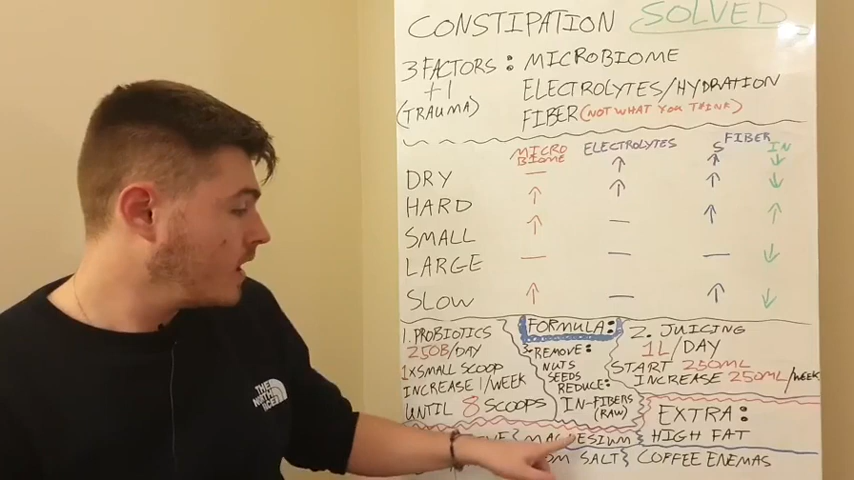 CONSTIPATION SOLVED
3 FACTORS: MICROBIOME
+1 ELECTROLYTES/HYDRATION
(TRAUMA) FIBER (NOT WHAT YOU THINK)
MICRO BIOME ELECTROLYTES S FIBER IN
DRY — ↑ ↑ ↓
HARD ↑ ↑ ↑ ↓
SMALL ↑ — ↑ ↑
LARGE — — — ↓
SLOW ↑ — ↑ ↓
FORMULA:
1. PROBIOTICS
250B/DAY
1X SMALL SCOOP
INCREASE 1/WEEK
UNTIL 8 SCOOPS
3. REMOVE:
NUTS
SEEDS
REDUCE:
IN-FIBERS
(RAW)
2. JUICING
1L/DAY
START 250ML
INCREASE 250ML/WEEK
MAGNESIUM
SALT
EXTRA:
HIGH FAT
COFFEE ENEMAS
THE
NORTH
FACE